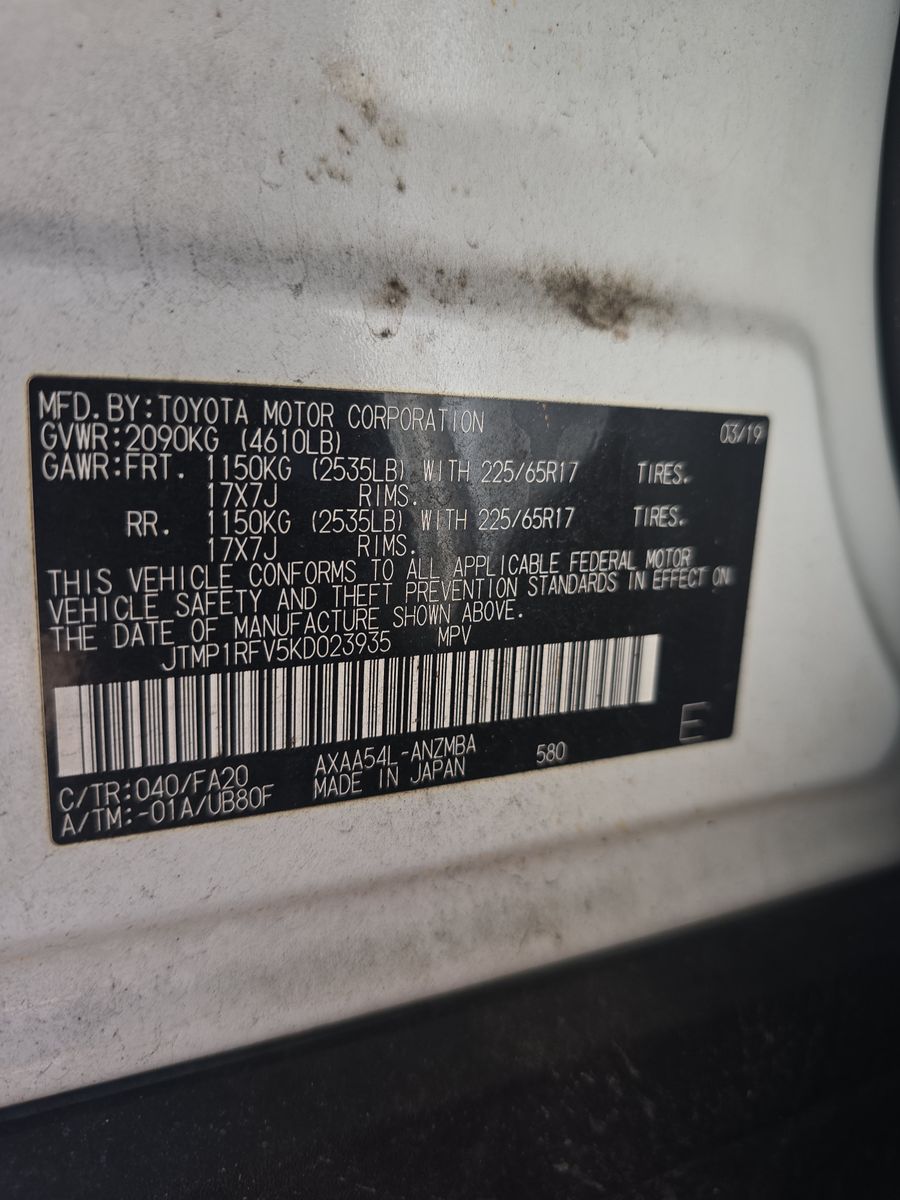 MFD.BY:TOYOTA MOTOR CORPORATION 03/19
GVWR:2090KG (4610LB)
GAWR:FRT. 1150KG (2535LB) WITH 225/65R17 TIRES.
17X7J RIMS.
RR. 1150KG (2535LB) WITH 225/65R17 TIRES.
17X7J RIMS.
THIS VEHICLE CONFORMS TO ALL APPLICABLE FEDERAL MOTOR
VEHICLE SAFETY AND THEFT PREVENTION STANDARDS IN EFFECT ON
THE DATE OF MANUFACTURE SHOWN ABOVE.
JTMP1RFV5KD023935 MPV
E
C/TR:040/FA20 AXAA54L-ANZMBA 580
A/TM:-01A/UB80F MADE IN JAPAN